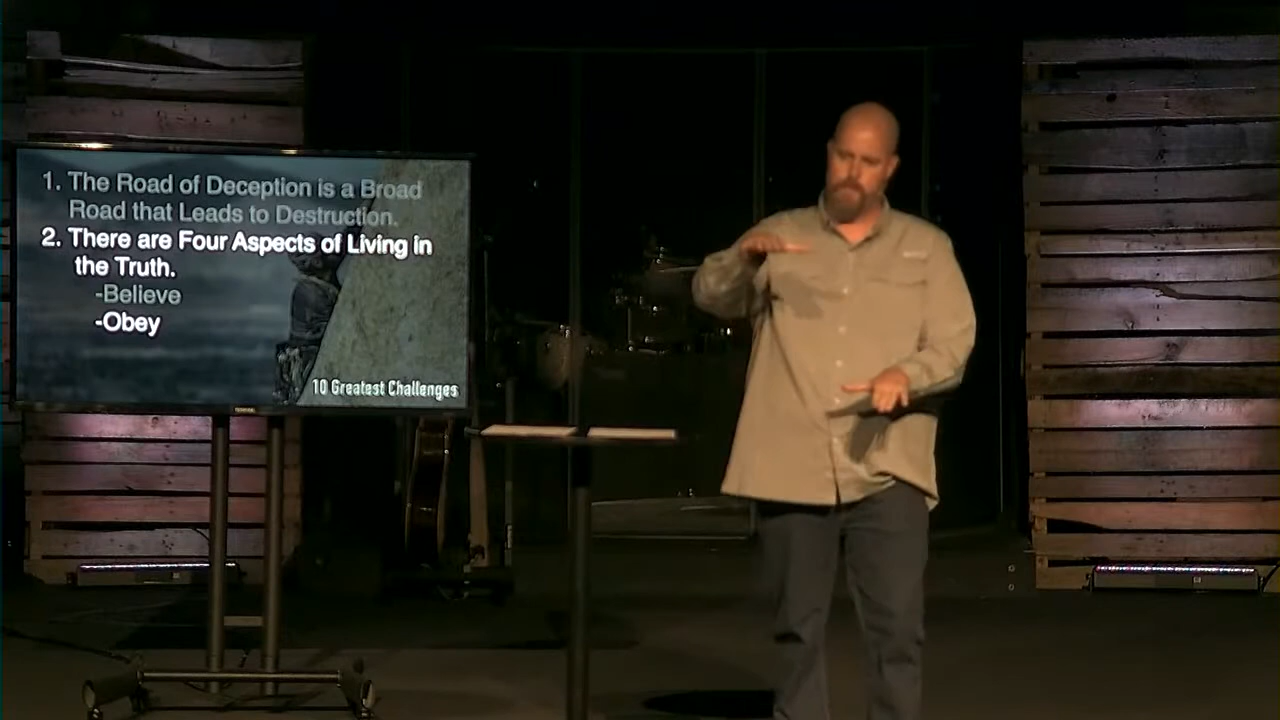 1. The Road of Deception is a Broad
Road that Leads to Destruction.
2. There are Four Aspects of Living in
the Truth.
-Believe
-Obey
10 Greatest Challenges